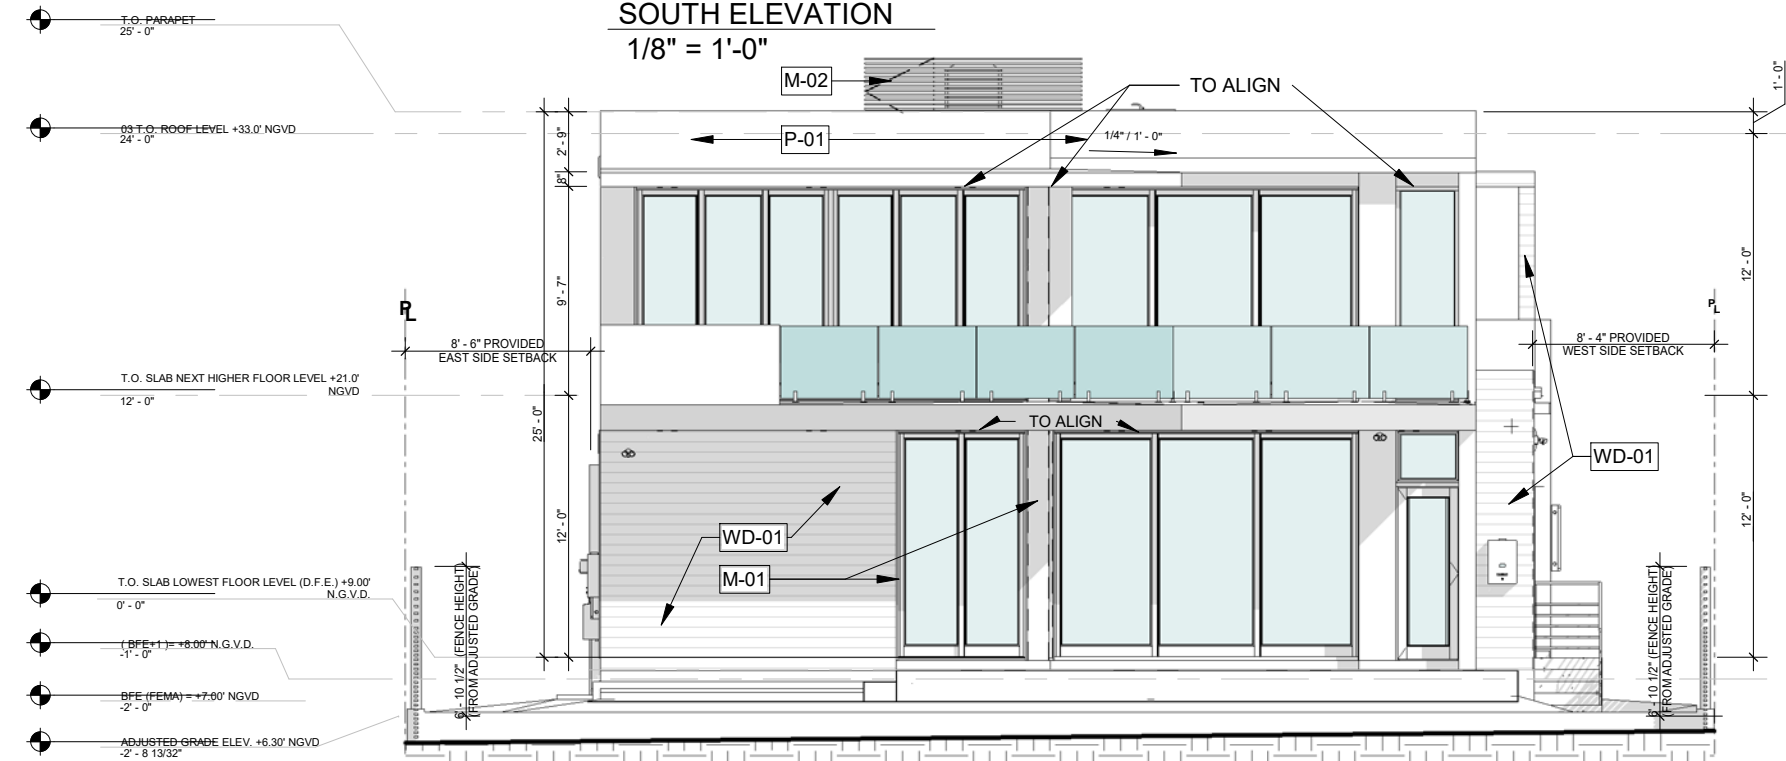 SOUTH ELEVATION
1/8" = 1'-0"
T.O. PARAPET
25' - 0"
03 T.O. ROOF LEVEL +33.0' NGVD
24' - 0"
T.O. SLAB NEXT HIGHER FLOOR LEVEL +21.0'
NGVD
12' - 0"
T.O. SLAB LOWEST FLOOR LEVEL (D.F.E.) +9.00'
N.G.V.D.
0' - 0"
( BFE+1 )= +8.00' N.G.V.D.
-1' - 0"
BFE (FEMA) = +7.00' NGVD
-2' - 0"
ADJUSTED GRADE ELEV. +6.30' NGVD
-2' - 8 13/32"
M-02
TO ALIGN
P-01
1/4" / 1' - 0"
1' - 0"
2' - 9"
8"
9' - 7"
25' - 0"
12' - 0"
12' - 0"
12' - 0"
PL
8' - 6" PROVIDED
EAST SIDE SETBACK
PL
8' - 4" PROVIDED
WEST SIDE SETBACK
TO ALIGN
WD-01
WD-01
M-01
6' - 10 1/2" (FENCE HEIGHT)
(FROM ADJUSTED GRADE)
6' - 10 1/2" (FENCE HEIGHT)
(FROM ADJUSTED GRADE)